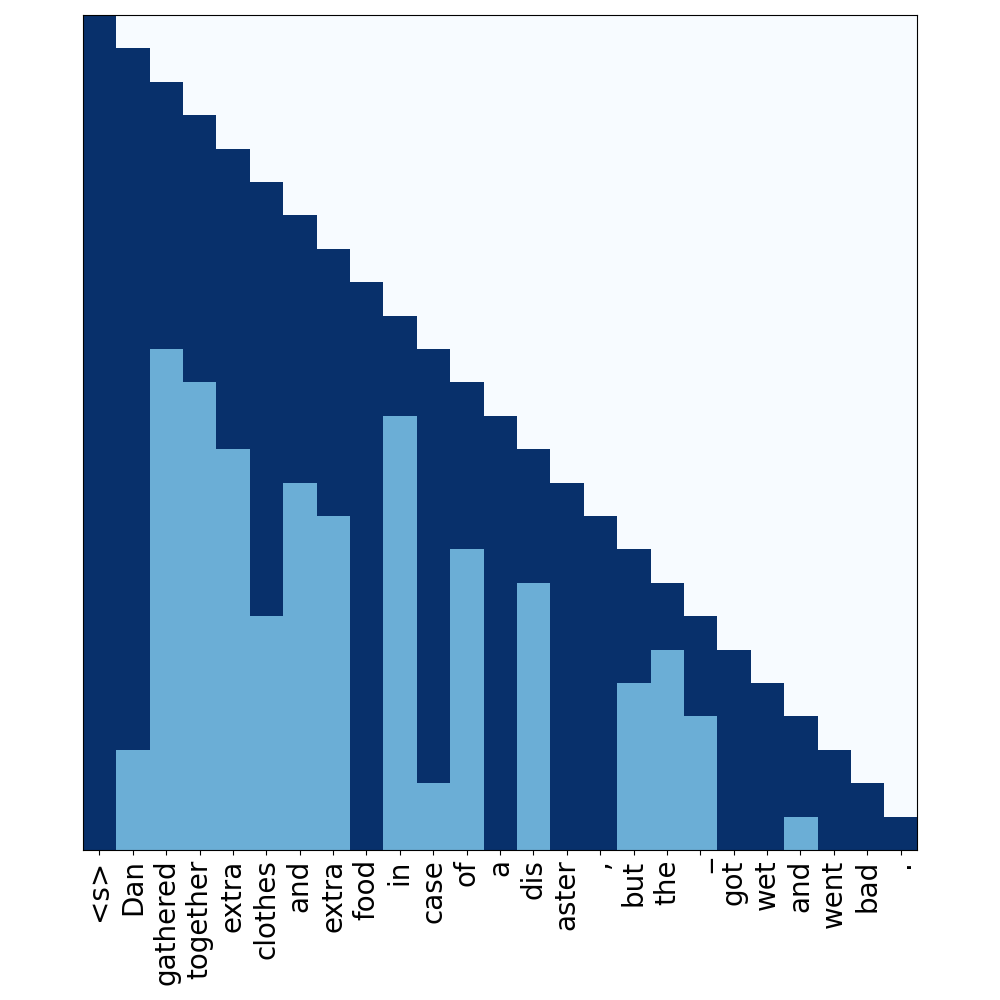 <s>
Dan
gathered
together
extra
clothes
and
extra
food
in
case
of
a
dis
aster
,
but
the
_
got
wet
and
went
bad
.